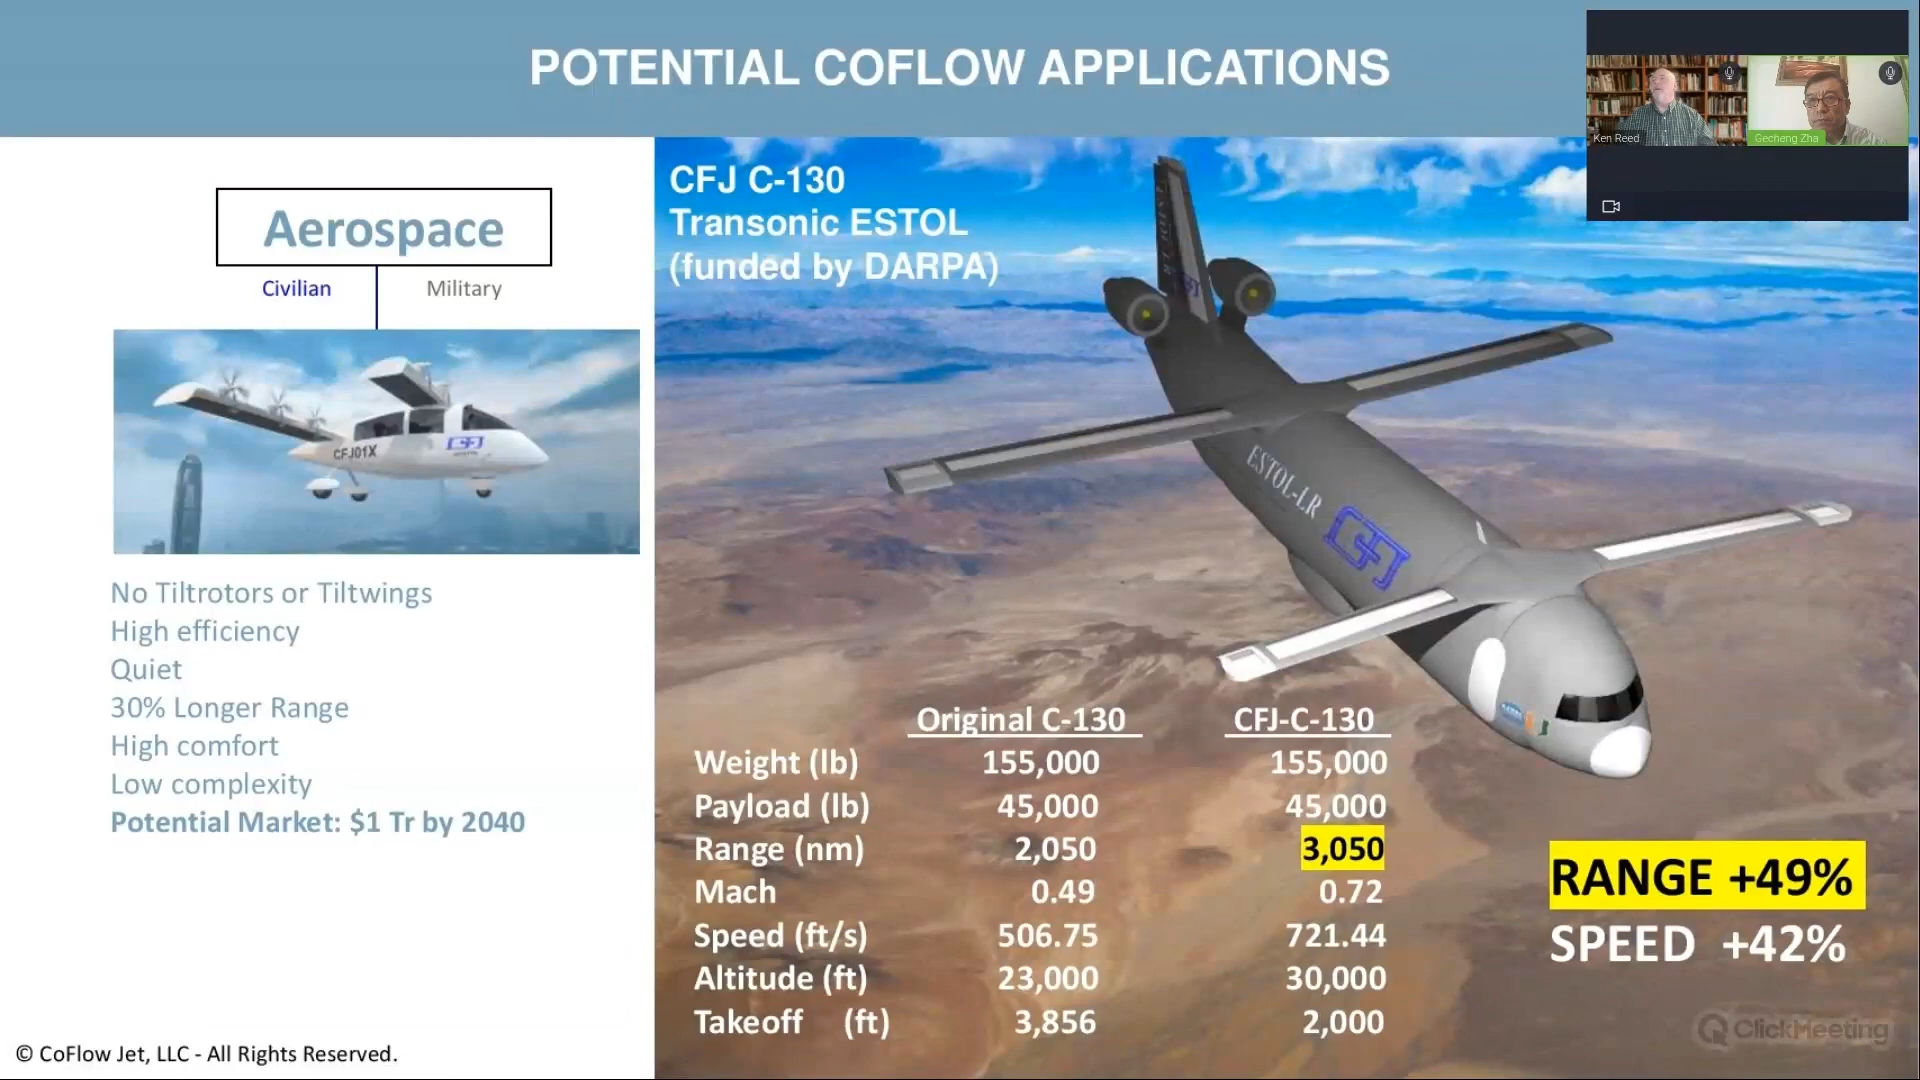 POTENTIAL COFLOW APPLICATIONS
Ken Reed
Gecheng Zha
Aerospace
Civilian
Military
CFJ01X
CFJ
No Tiltrotors or Tiltwings
High efficiency
Quiet
30% Longer Range
High comfort
Low complexity
Potential Market: $1 Tr by 2040
© CoFlow Jet, LLC - All Rights Reserved.
CFJ C-130
Transonic ESTOL
(funded by DARPA)
CFJ
ESTOL-LR
CFJ
Original C-130 CFJ-C-130
Weight (lb) 155,000 155,000
Payload (lb) 45,000 45,000
Range (nm) 2,050 3,050
Mach 0.49 0.72
Speed (ft/s) 506.75 721.44
Altitude (ft) 23,000 30,000
Takeoff (ft) 3,856 2,000
RANGE +49%
SPEED +42%
ClickMeeting